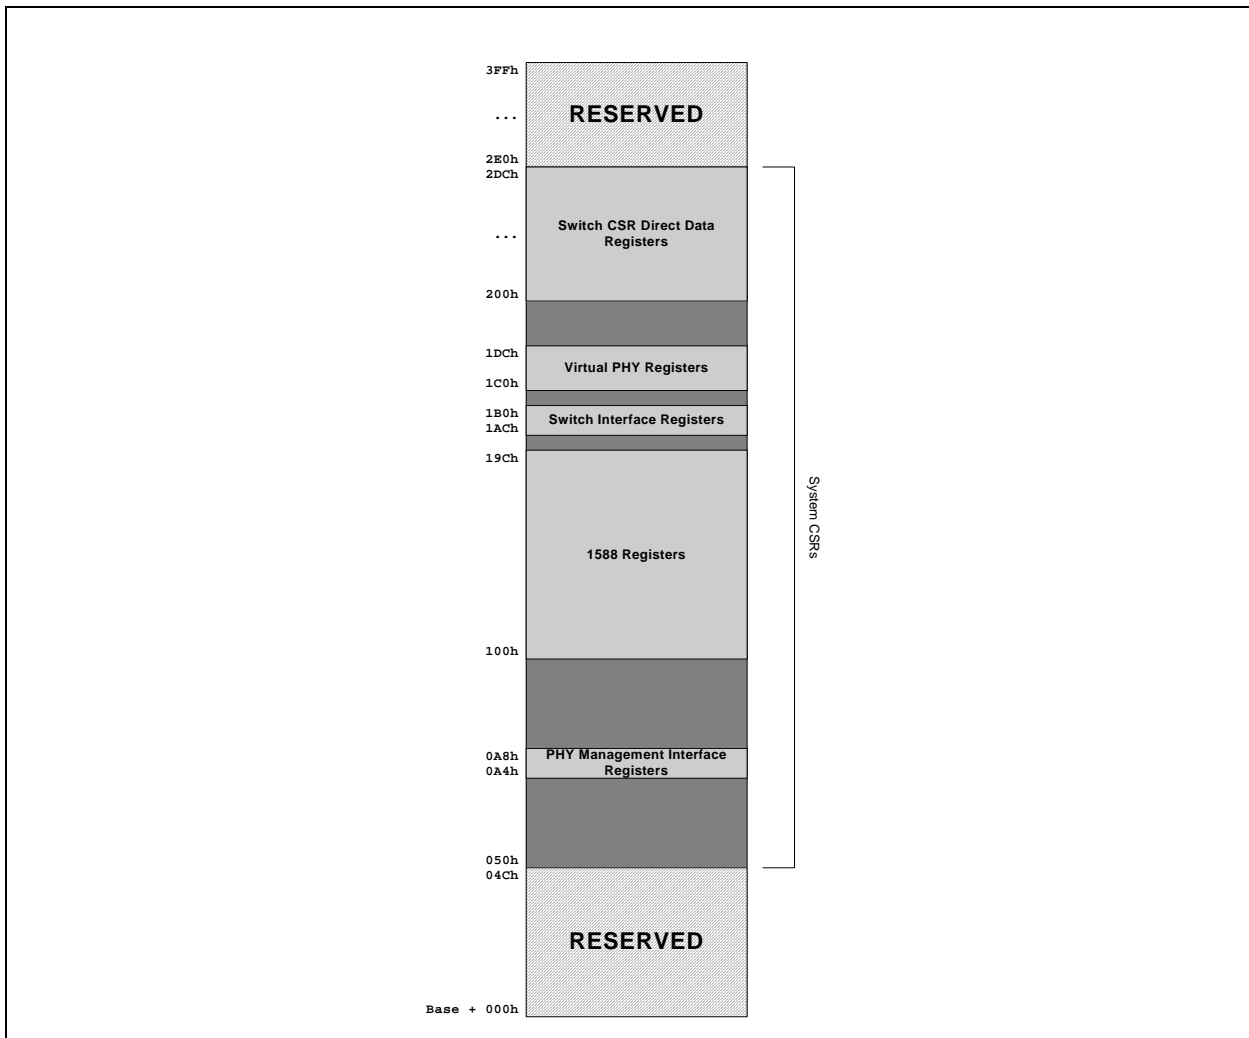 3FFh
...
RESERVED
2E0h
2DCh
Switch CSR Direct Data
Registers
...
200h
1DCh
Virtual PHY Registers
1C0h
1B0h
Switch Interface Registers
1ACh
19Ch
System CSRs
1588 Registers
100h
0A8h
PHY Management Interface
Registers
0A4h
050h
04Ch
RESERVED
Base + 000h